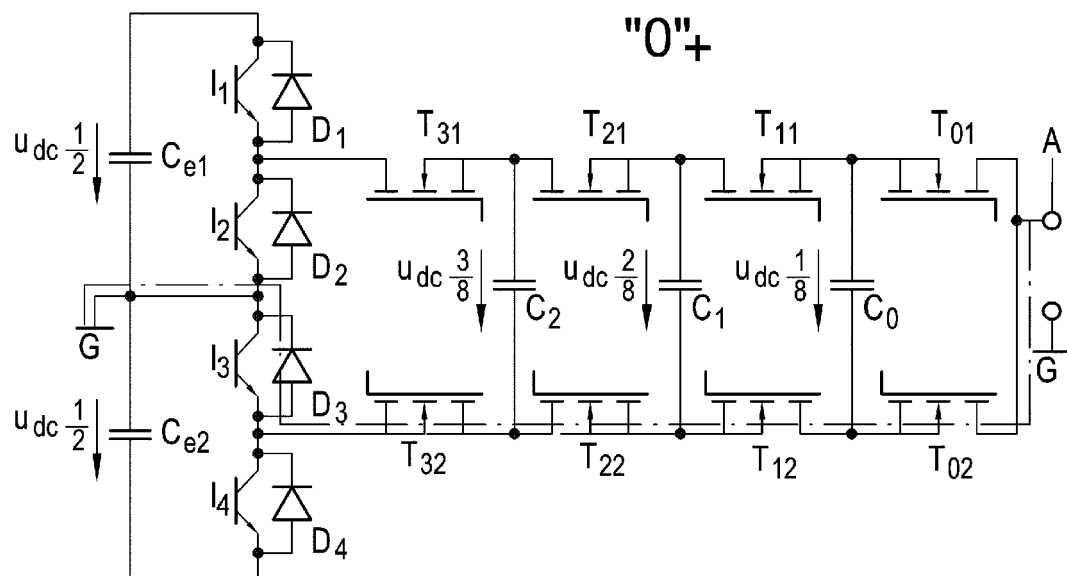 "0"+
I1
D1
T31
T21
T11
T01
A
udc 1/2
Ce1
I2
D2
udc 3/8
C2
udc 2/8
C1
udc 1/8
C0
G
I3
D3
G
udc 1/2
Ce2
T32
T22
T12
T02
I4
D4